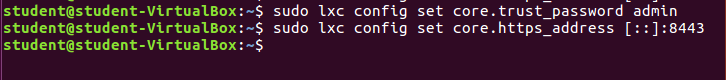 student@student-VirtualBox:~$ sudo lxc config set core.trust_password admin
student@student-VirtualBox:~$ sudo lxc config set core.https_address [::]:8443
student@student-VirtualBox:~$